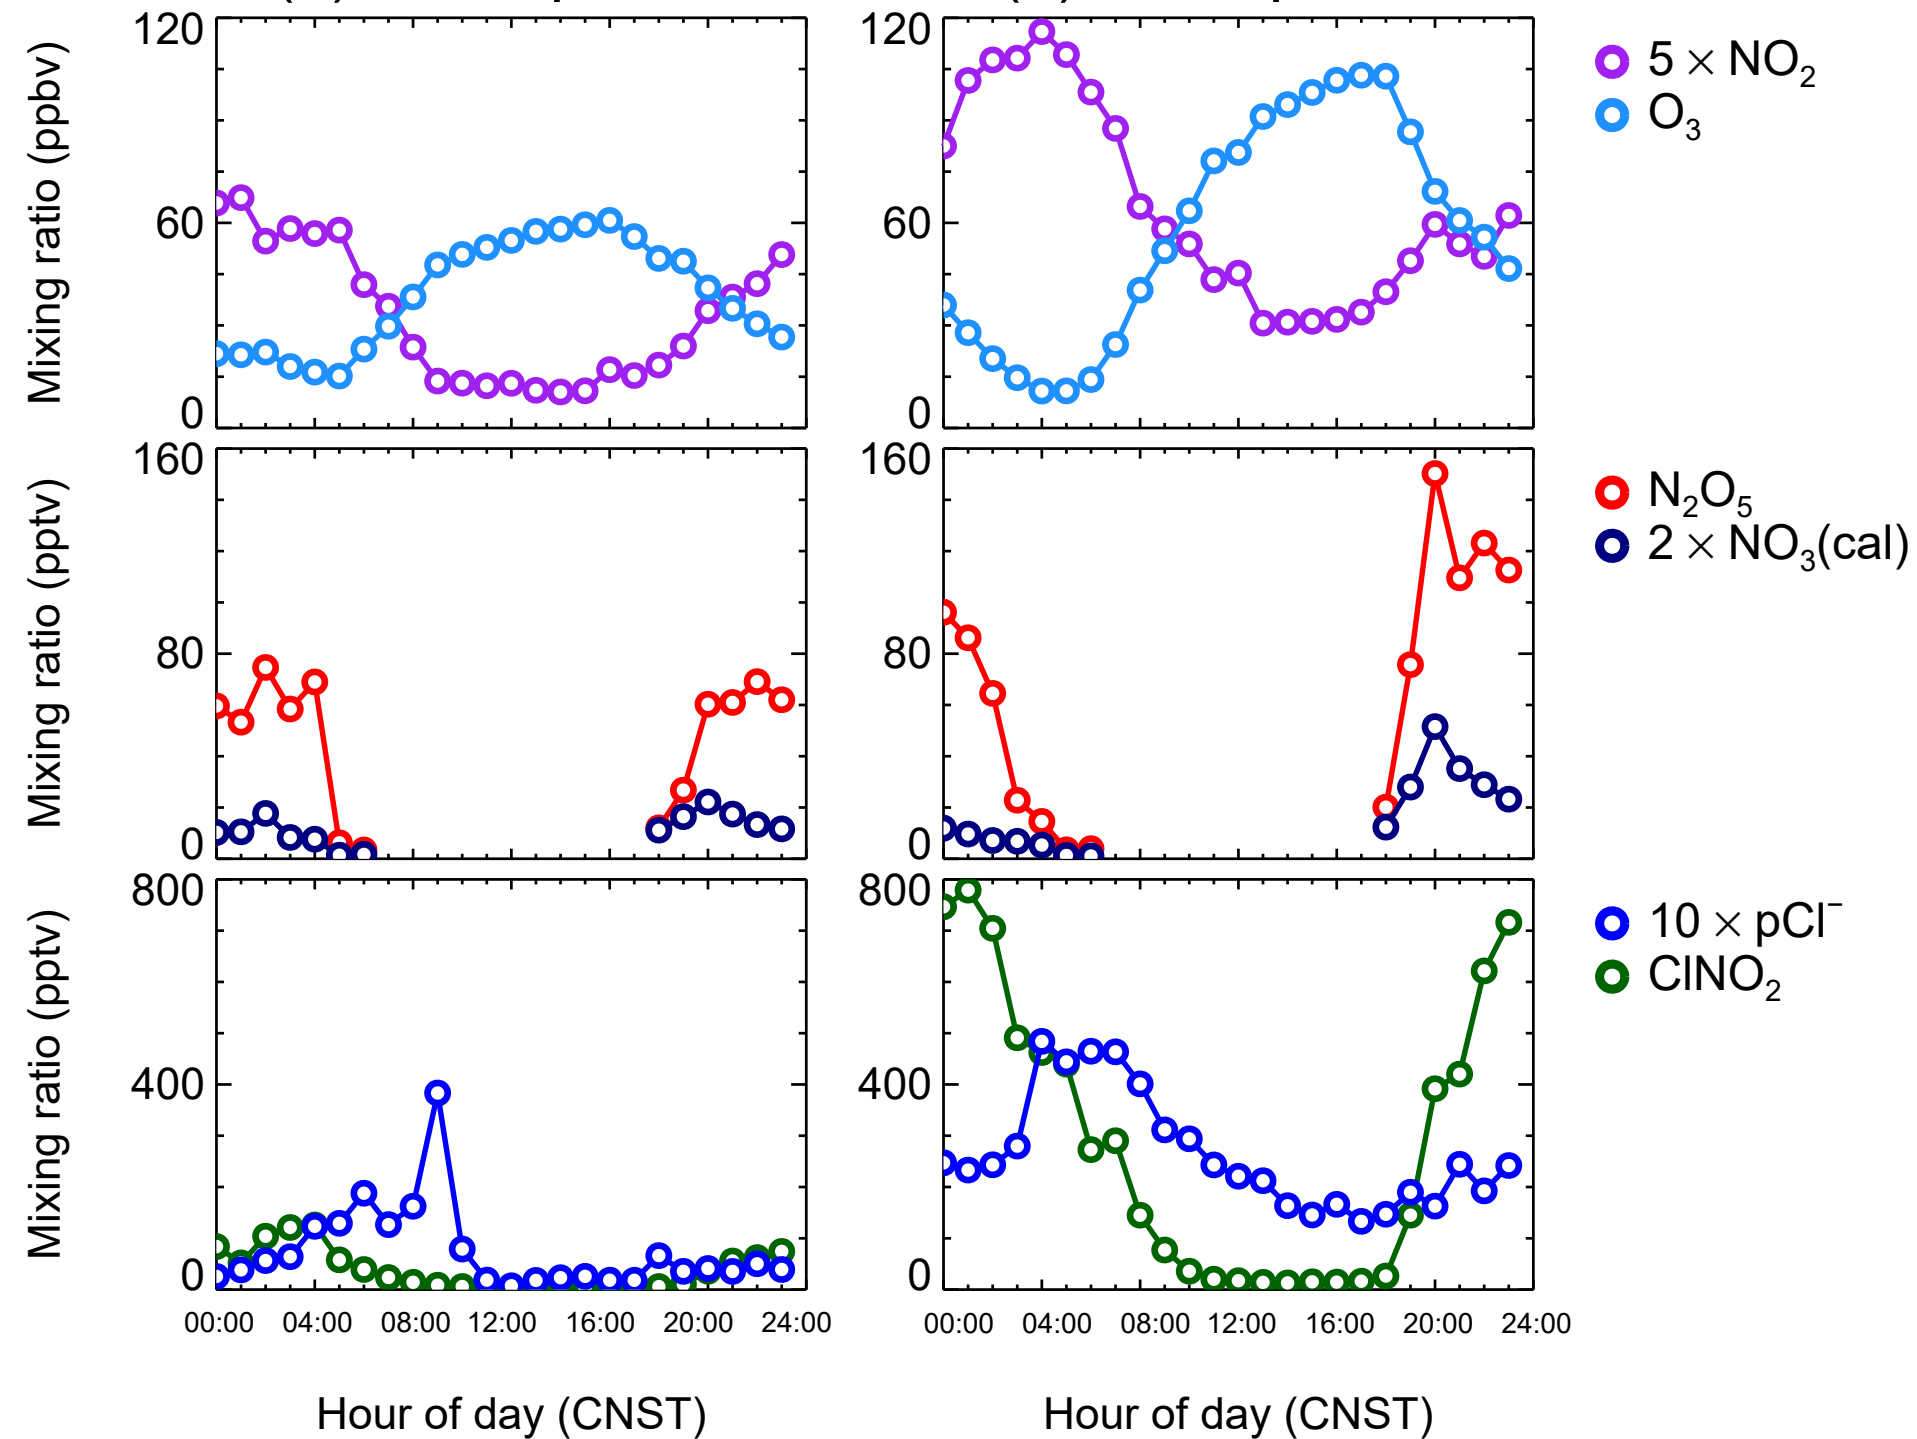 120
60
0
Mixing ratio (ppbv)
120
60
0
5 × NO₂
O₃
160
80
0
Mixing ratio (pptv)
160
80
0
N₂O₅
2 × NO₃(cal)
800
400
0
Mixing ratio (pptv)
800
400
0
10 × pCl⁻
ClNO₂
00:00 04:00 08:00 12:00 16:00 20:00 24:00
00:00 04:00 08:00 12:00 16:00 20:00 24:00
Hour of day (CNST)
Hour of day (CNST)